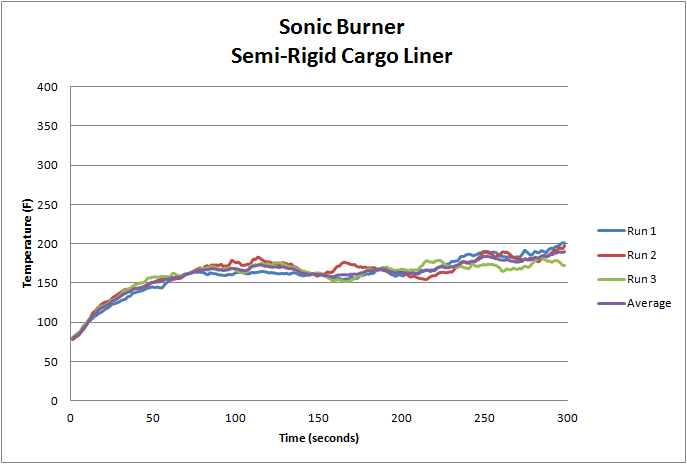 Sonic Burner
Semi-Rigid Cargo Liner
400
350
300
250
200
150
100
50
0
Temperature (F)
0 50 100 150 200 250 300
Time (seconds)
Run 1
Run 2
Run 3
Average